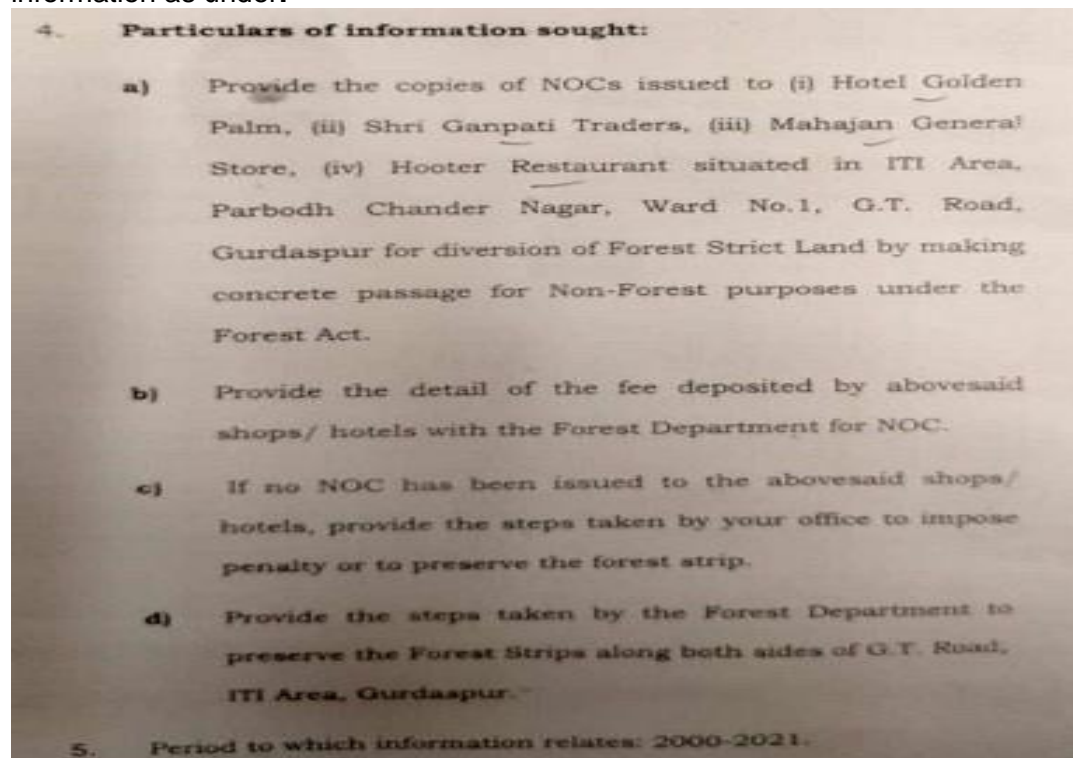 information as under.
4. Particulars of information sought:
a) Provide the copies of NOCs issued to (i) Hotel Golden
Palm, (ii) Shri Ganpati Traders, (iii) Mahajan General
Store, (iv) Hooter Restaurant situated in ITI Area,
Parbodh Chander Nagar, Ward No.1, G.T. Road,
Gurdaspur for diversion of Forest Strict Land by making
concrete passage for Non-Forest purposes under the
Forest Act.
b) Provide the detail of the fee deposited by abovesaid
shops/ hotels with the Forest Department for NOC.
c) If no NOC has been issued to the abovesaid shops/
hotels, provide the steps taken by your office to impose
penalty or to preserve the forest strip.
d) Provide the steps taken by the Forest Department to
preserve the Forest Strips along both sides of G.T. Road,
ITI Area, Gurdaspur.
5. Period to which information relates: 2000-2021.